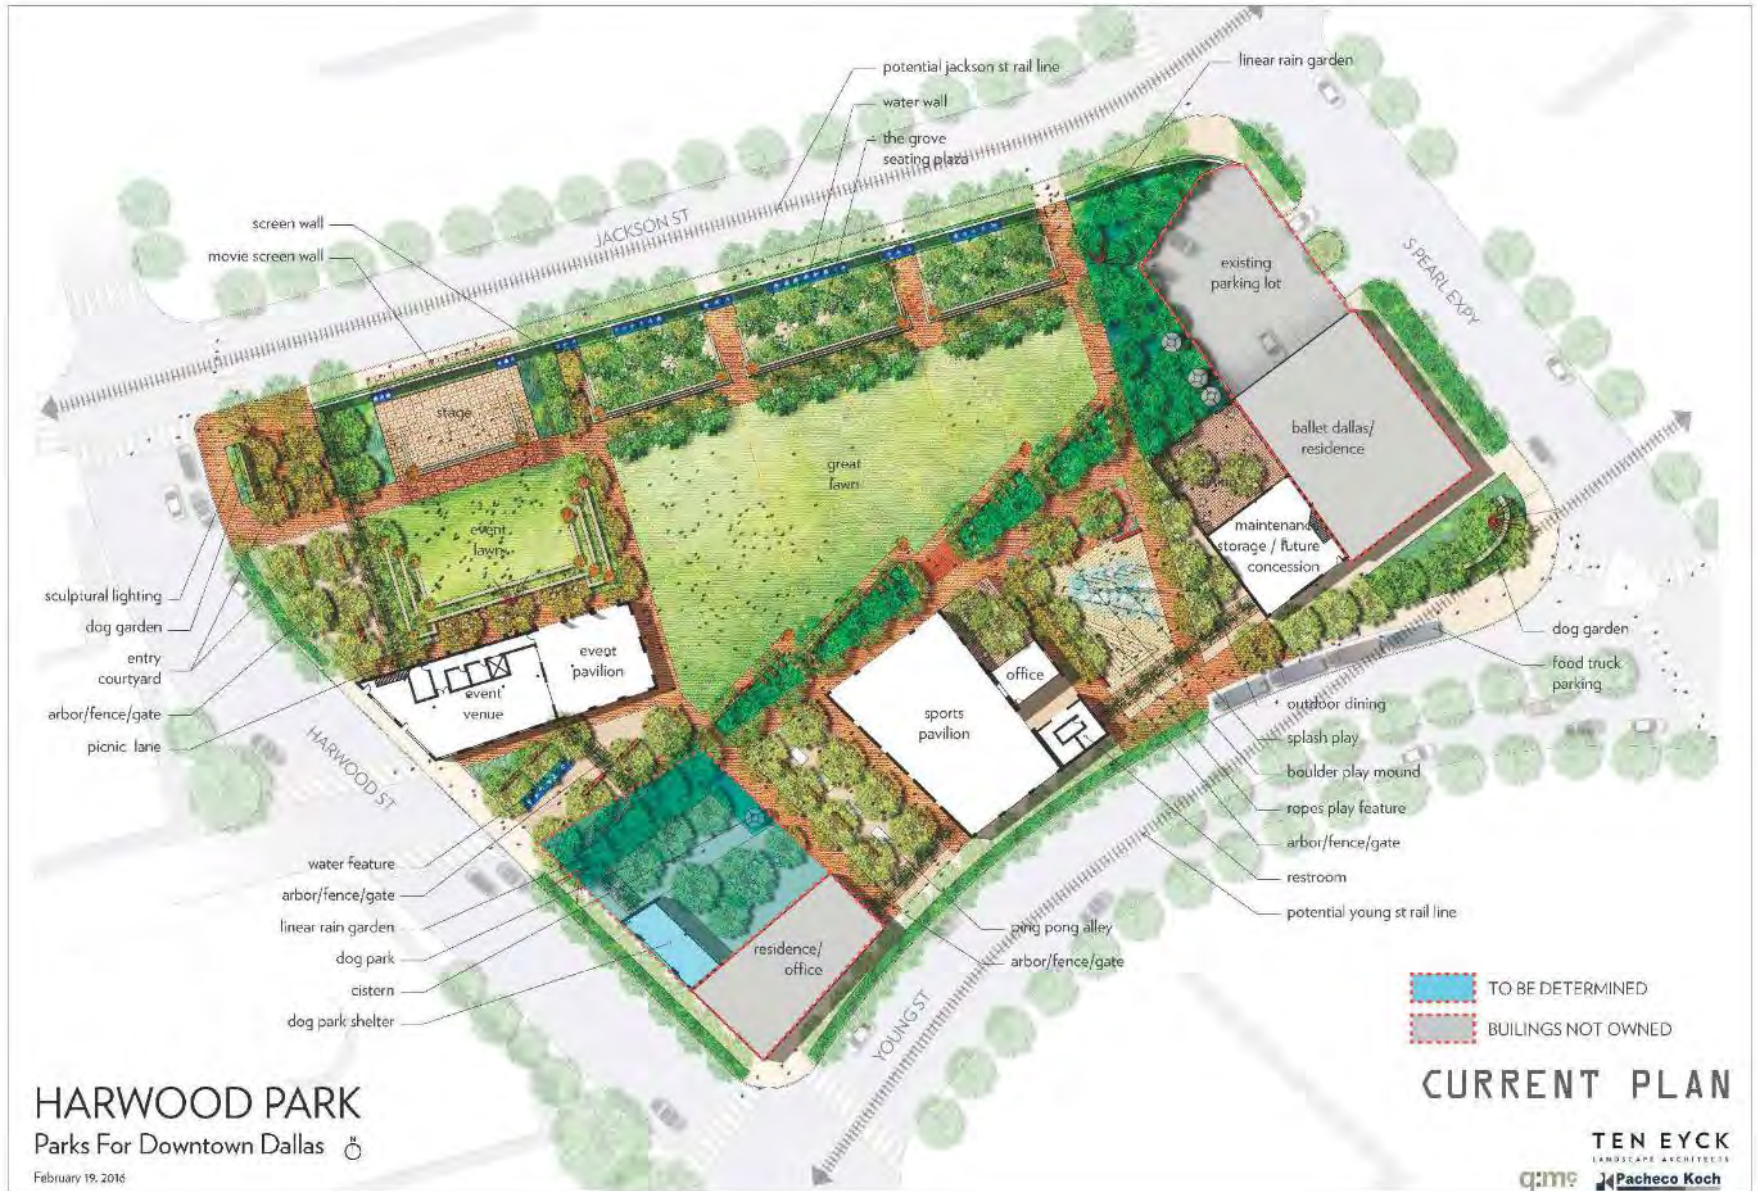 potential jackson st rail line
linear rain garden
water wall
the grove
seating plaza
screen wall
movie screen wall
JACKSON ST
S PEARL EXPY
existing
parking lot
stage
ballet dallas/
residence
great
lawn
event
lawn
maintenance
storage / future
concession
sculptural lighting
dog garden
entry
courtyard
arbor/fence/gate
picnic lane
event
pavilion
event
venue
office
sports
pavilion
dog garden
food truck
parking
outdoor dining
splash play
boulder play mound
ropes play feature
arbor/fence/gate
restroom
potential young st rail line
HARWOOD ST
water feature
arbor/fence/gate
linear rain garden
dog park
cistern
dog park shelter
ping pong alley
arbor/fence/gate
residence/
office
YOUNG ST
TO BE DETERMINED
BUILINGS NOT OWNED
CURRENT PLAN
HARWOOD PARK
Parks For Downtown Dallas
N
February 19, 2016
TEN EYCK
LANDSCAPE ARCHITECTS
q:mc
Pacheco Koch